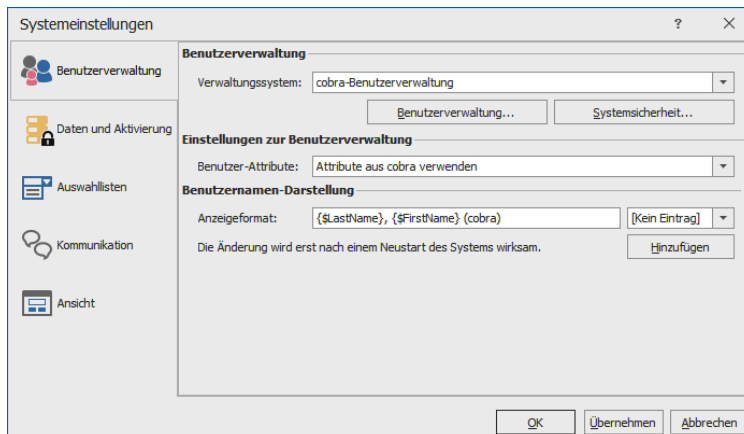 Systemeinstellungen
?
Benutzerverwaltung
Daten und Aktivierung
Auswahllisten
Kommunikation
Ansicht
Benutzerverwaltung
Verwaltungssystem: cobra-Benutzerverwaltung
Benutzerverwaltung... Systemsicherheit...
Einstellungen zur Benutzerverwaltung
Benutzer-Attribute: Attribute aus cobra verwenden
Benutzernamen-Darstellung
Anzeigeformat: {$LastName}, {$FirstName} (cobra) [Kein Eintrag]
Die Änderung wird erst nach einem Neustart des Systems wirksam. Hinzufügen
OK Übernehmen Abbrechen